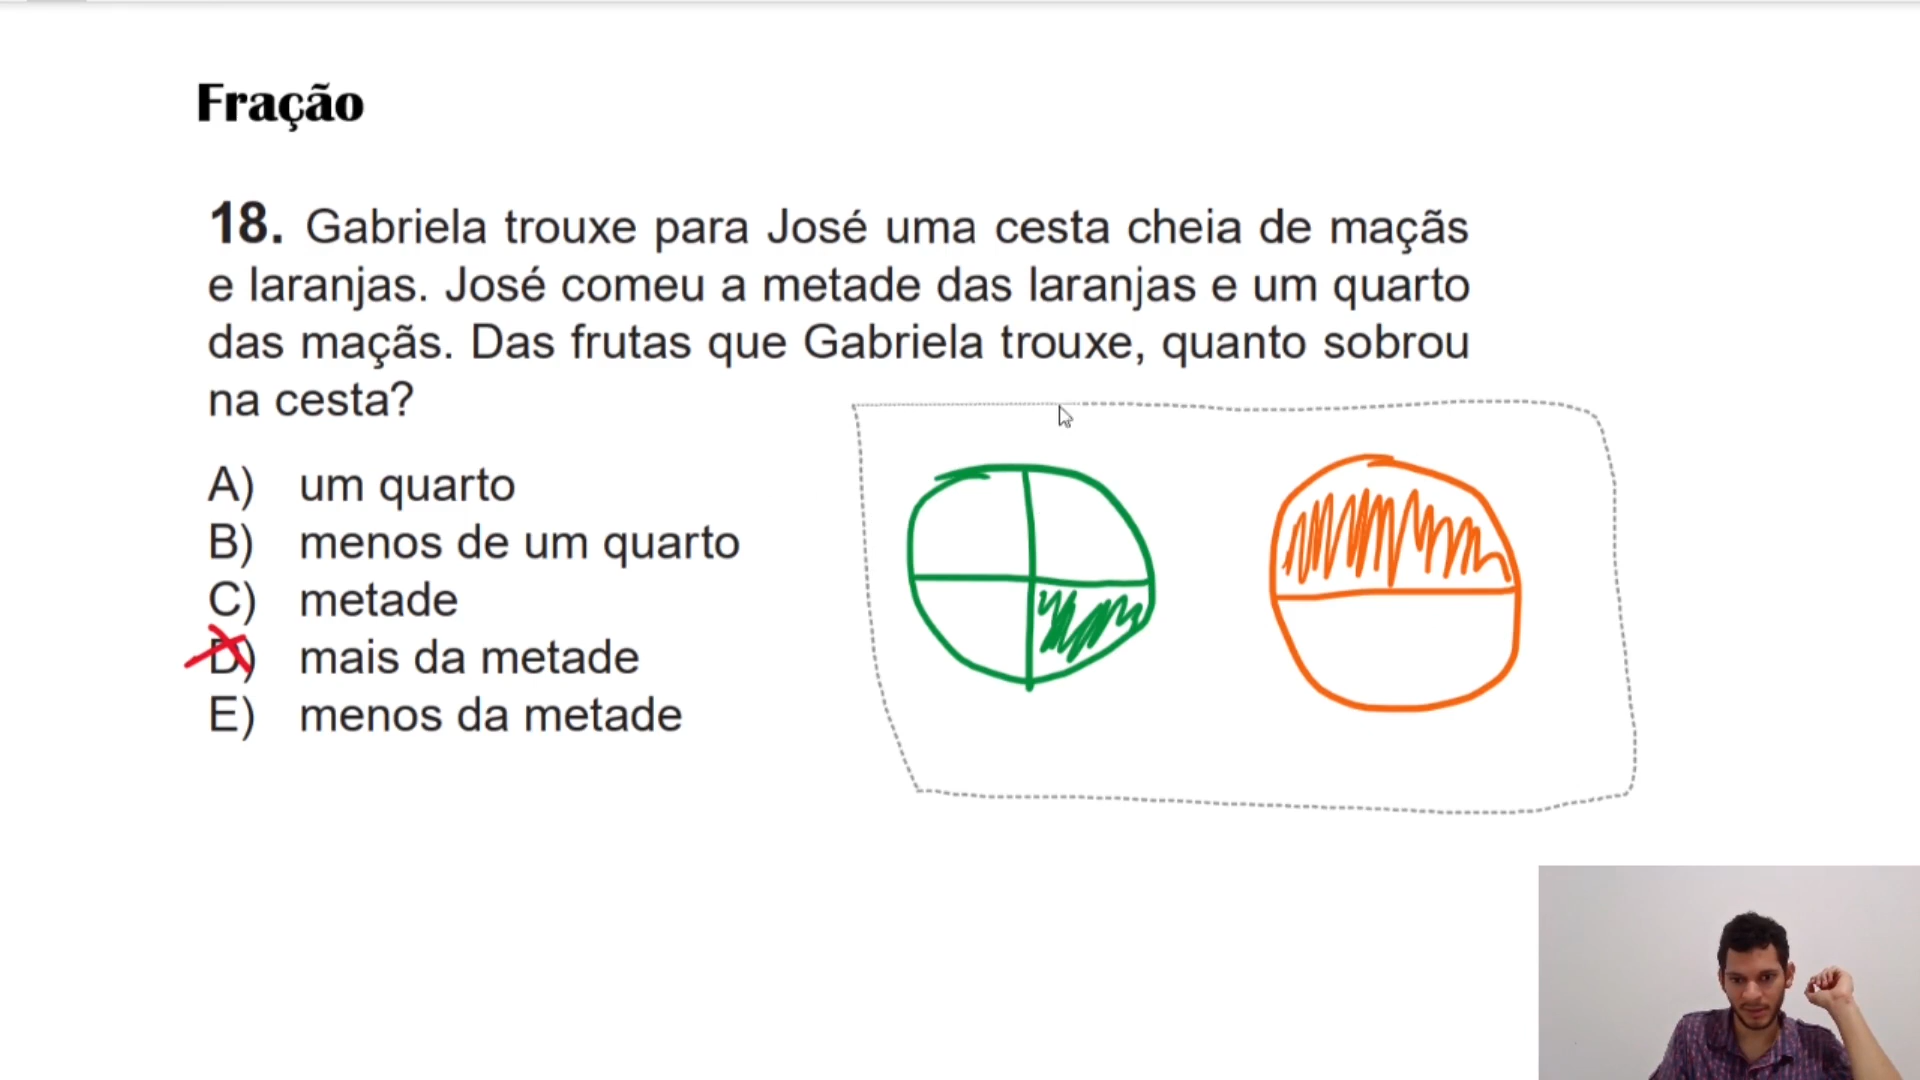 Fração
18. Gabriela trouxe para José uma cesta cheia de maçãs
e laranjas. José comeu a metade das laranjas e um quarto
das maçãs. Das frutas que Gabriela trouxe, quanto sobrou
na cesta?
A) um quarto
B) menos de um quarto
C) metade
D) mais da metade
E) menos da metade